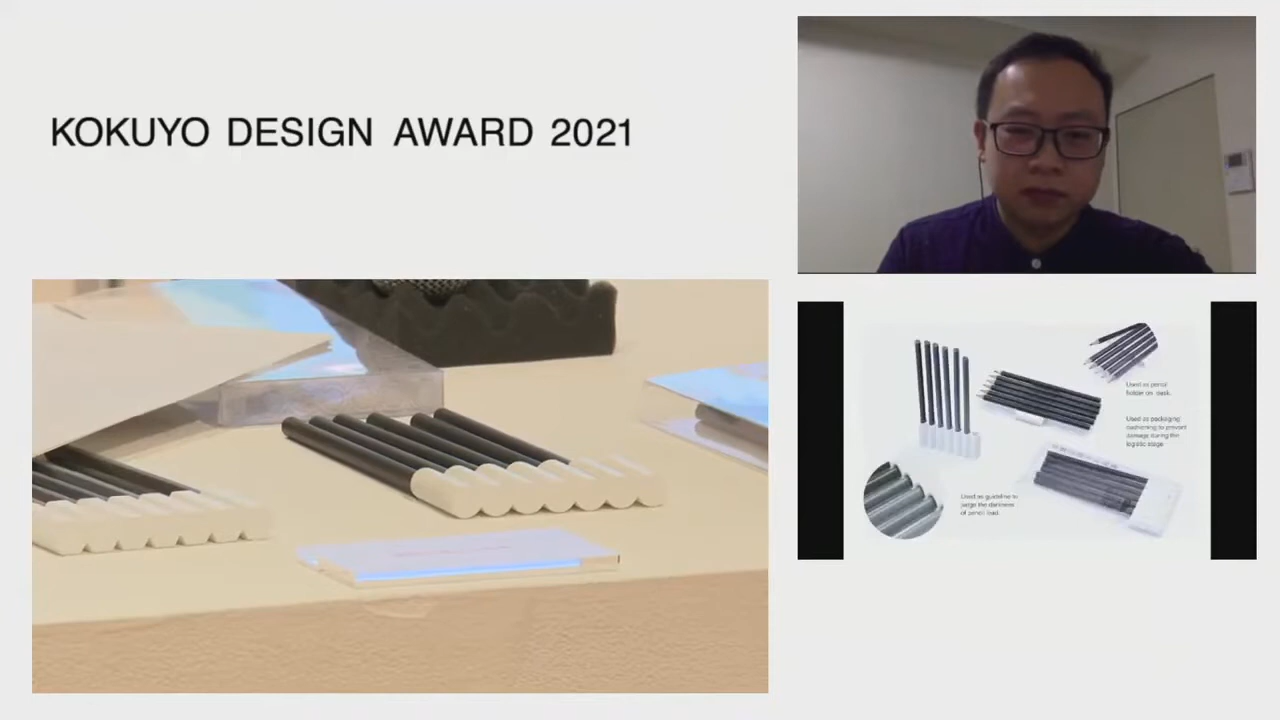 KOKUYO DESIGN AWARD 2021
Used as pencil
holder on desk.
Used as packaging
cushioning to prevent
damage during the
logistic stage
Used as guideline to
judge the darkness
of pencil lead.